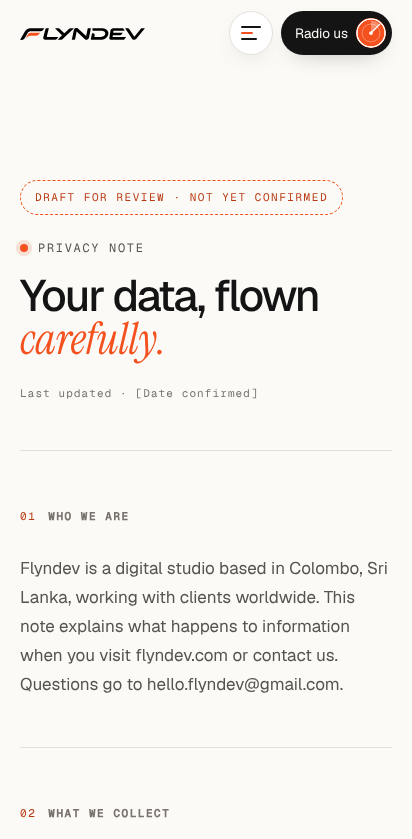 FLYNDEV
Radio us
DRAFT FOR REVIEW · NOT YET CONFIRMED
PRIVACY NOTE
Your data, flown
carefully.
Last updated · [Date confirmed]
01 WHO WE ARE
Flyndev is a digital studio based in Colombo, Sri
Lanka, working with clients worldwide. This
note explains what happens to information
when you visit flyndev.com or contact us.
Questions go to hello.flyndev@gmail.com.
02 WHAT WE COLLECT